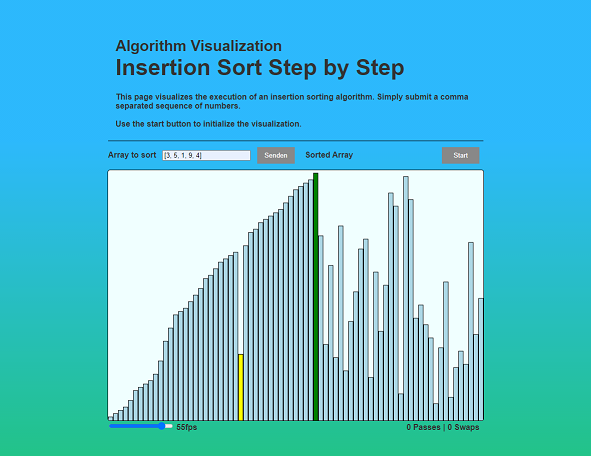 Algorithm Visualization
Insertion Sort Step by Step
This page visualizes the execution of an insertion sorting algorithm. Simply submit a comma
separated sequence of numbers.
Use the start button to initialize the visualization.
Array to sort [3, 5, 1, 9, 4] Senden Sorted Array Start
55fps 0 Passes | 0 Swaps